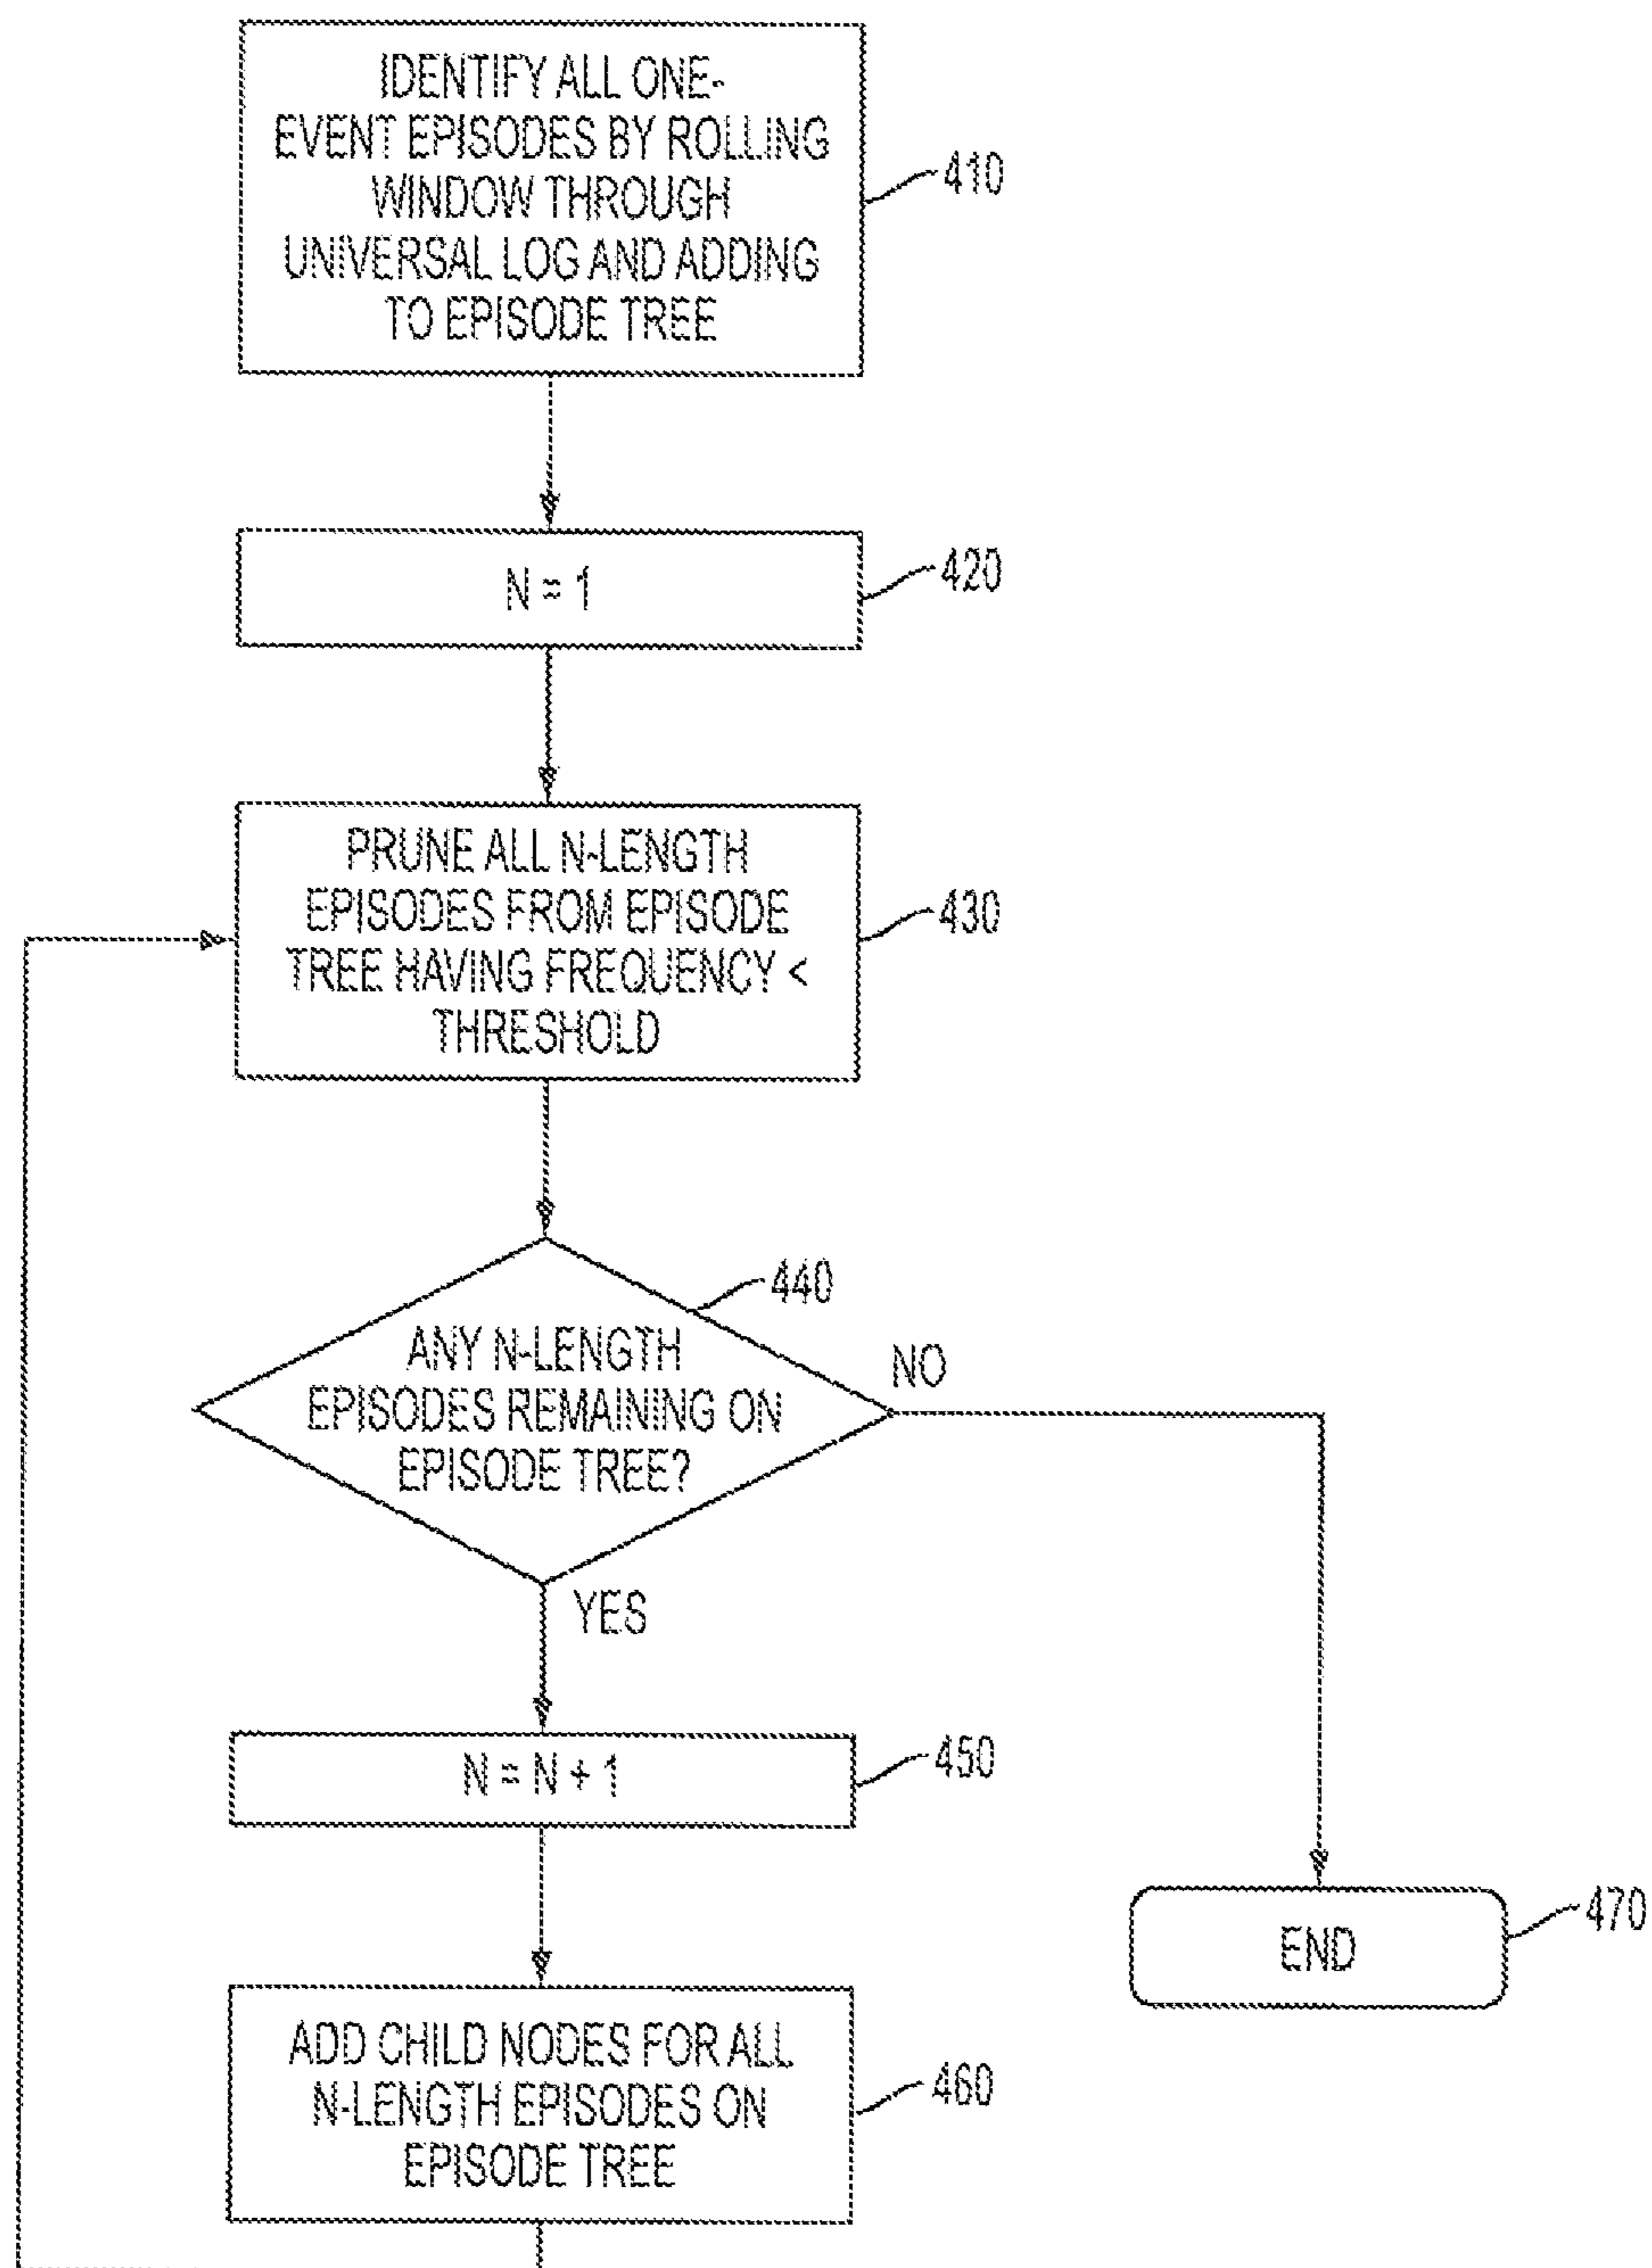 IDENTIFY ALL ONE-
EVENT EPISODES BY ROLLING
WINDOW THROUGH
UNIVERSAL LOG AND ADDING
TO EPISODE TREE
410
N = 1
420
PRUNE ALL N-LENGTH
EPISODES FROM EPISODE
TREE HAVING FREQUENCY <
THRESHOLD
430
440
ANY N-LENGTH
EPISODES REMAINING ON
EPISODE TREE?
NO
YES
N = N + 1
450
END
470
ADD CHILD NODES FOR ALL
N-LENGTH EPISODES ON
EPISODE TREE
460